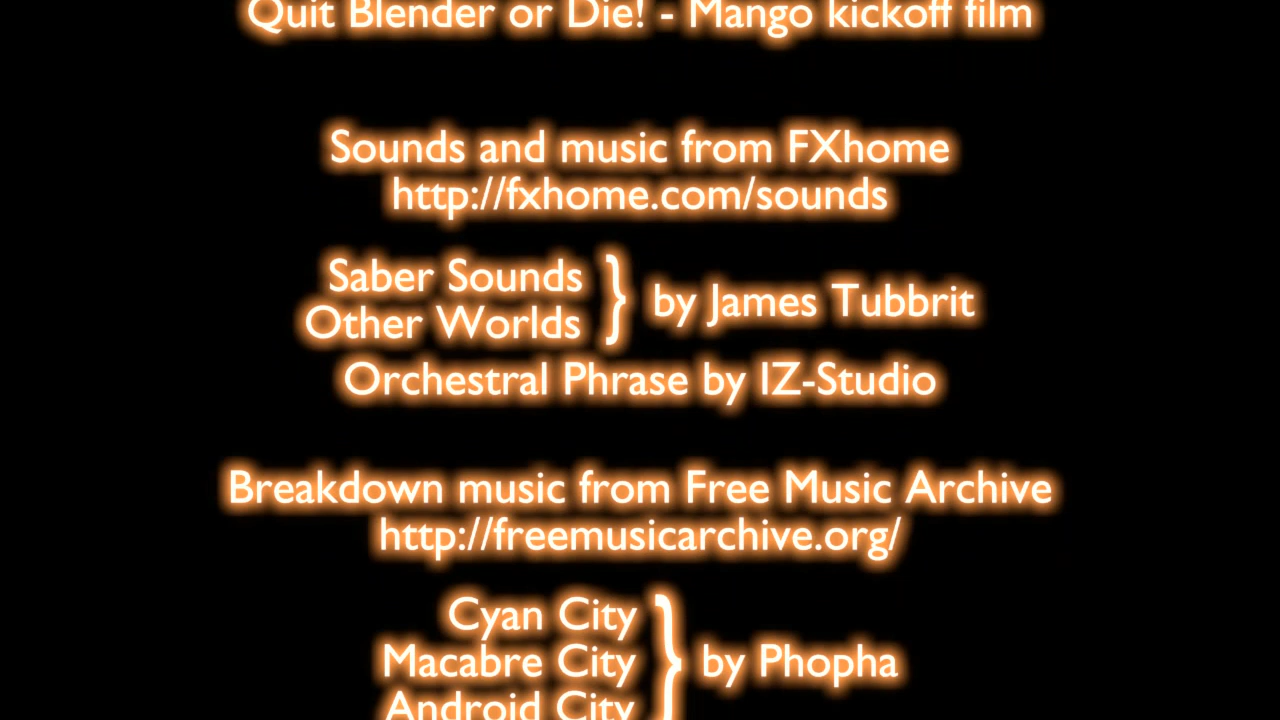 Quit Blender or Die! - Mango kickoff film
Sounds and music from FXhome
http://fxhome.com/sounds
Saber Sounds
Other Worlds
} by James Tubbrit
Orchestral Phrase by IZ-Studio
Breakdown music from Free Music Archive
http://freemusicarchive.org/
Cyan City
Macabre City
Android City
} by Phopha